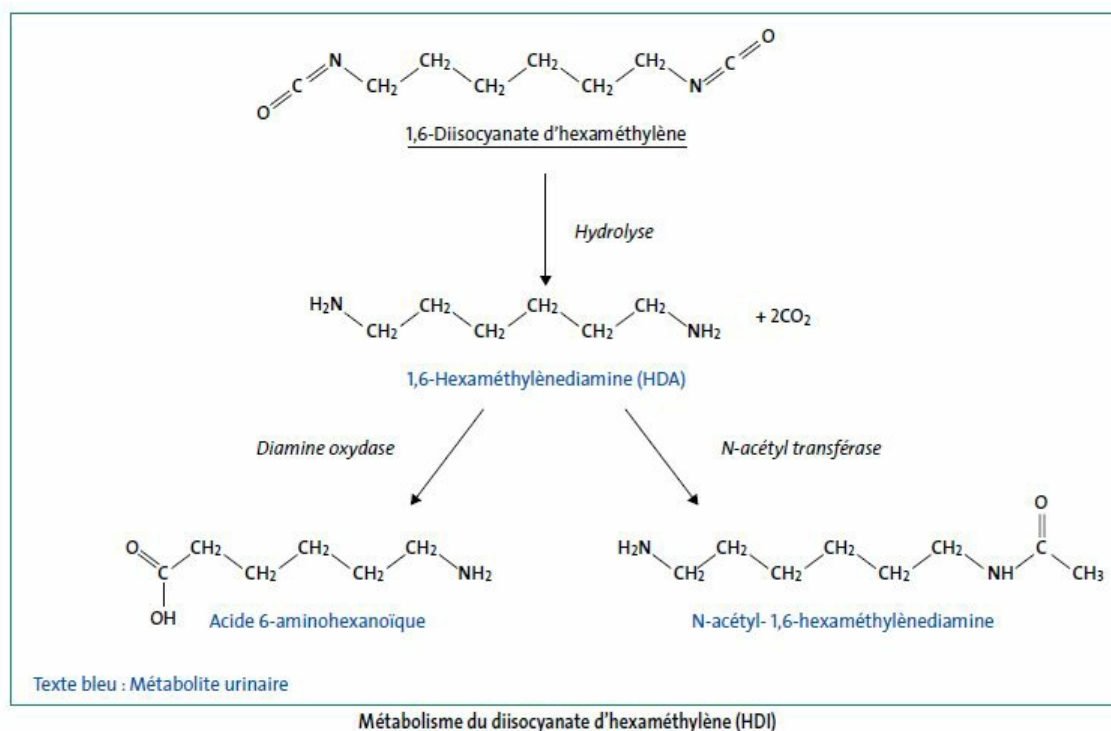 O=C=N CH₂ CH₂ CH₂ CH₂ CH₂ CH₂ N=C=O
1,6-Diisocyanate d'hexaméthylène
Hydrolyse
H₂N CH₂ CH₂ CH₂ CH₂ CH₂ CH₂ NH₂ + 2CO₂
1,6-Hexaméthylènediamine (HDA)
Diamine oxydase
N-acétyl transférase
O C OH CH₂ CH₂ CH₂ CH₂ CH₂ NH₂
H₂N CH₂ CH₂ CH₂ CH₂ CH₂ CH₂ NH C O CH₃
Acide 6-aminohexanoïque
N-acétyl- 1,6-hexaméthylènediamine
Texte bleu : Métabolite urinaire
Métabolisme du diisocyanate d'hexaméthylène (HDI)